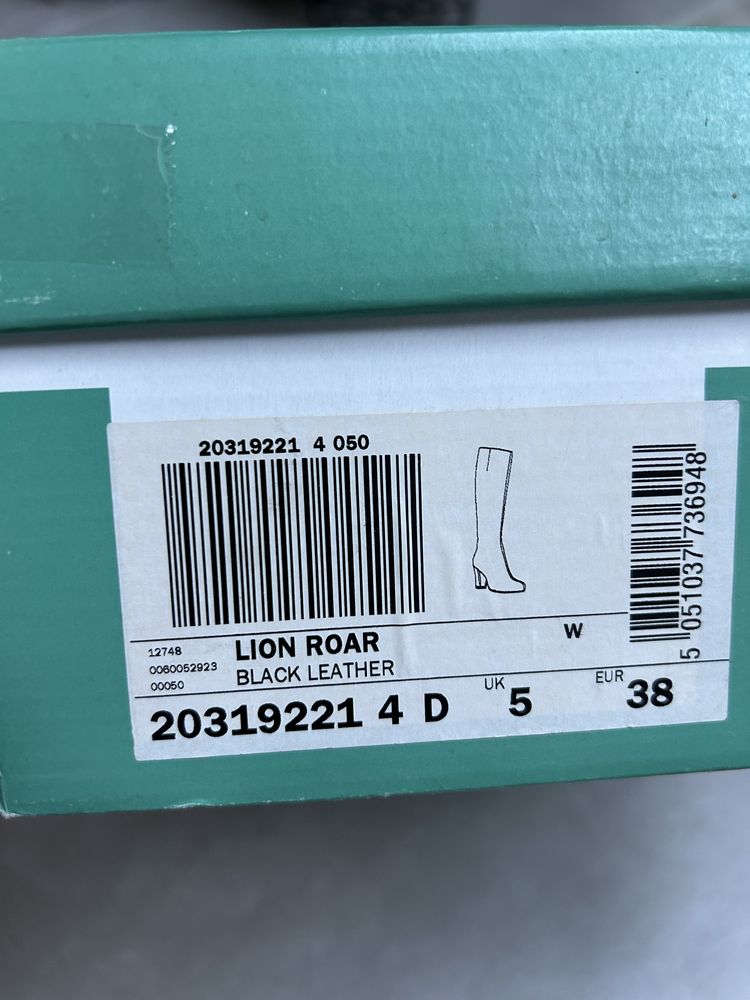 20319221 4 050
5 051037 736948
12748
0060052923
00050
LION ROAR
BLACK LEATHER
W
20319221 4 D
UK 5
EUR 38